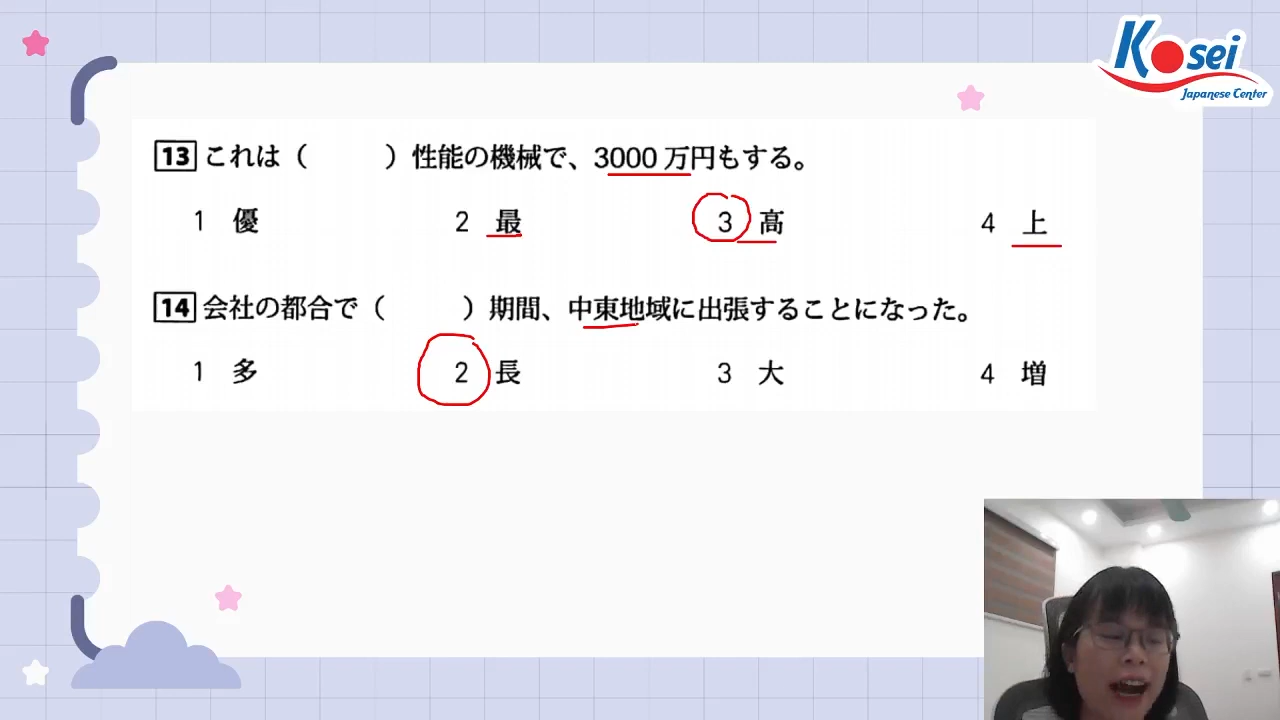 Kosei
Japanese Center
13 これは（　　　）性能の機械で、3000万円もする。
1 優 2 最 3 高 4 上
14 会社の都合で（　　　）期間、中東地域に出張することになった。
1 多 2 長 3 大 4 増